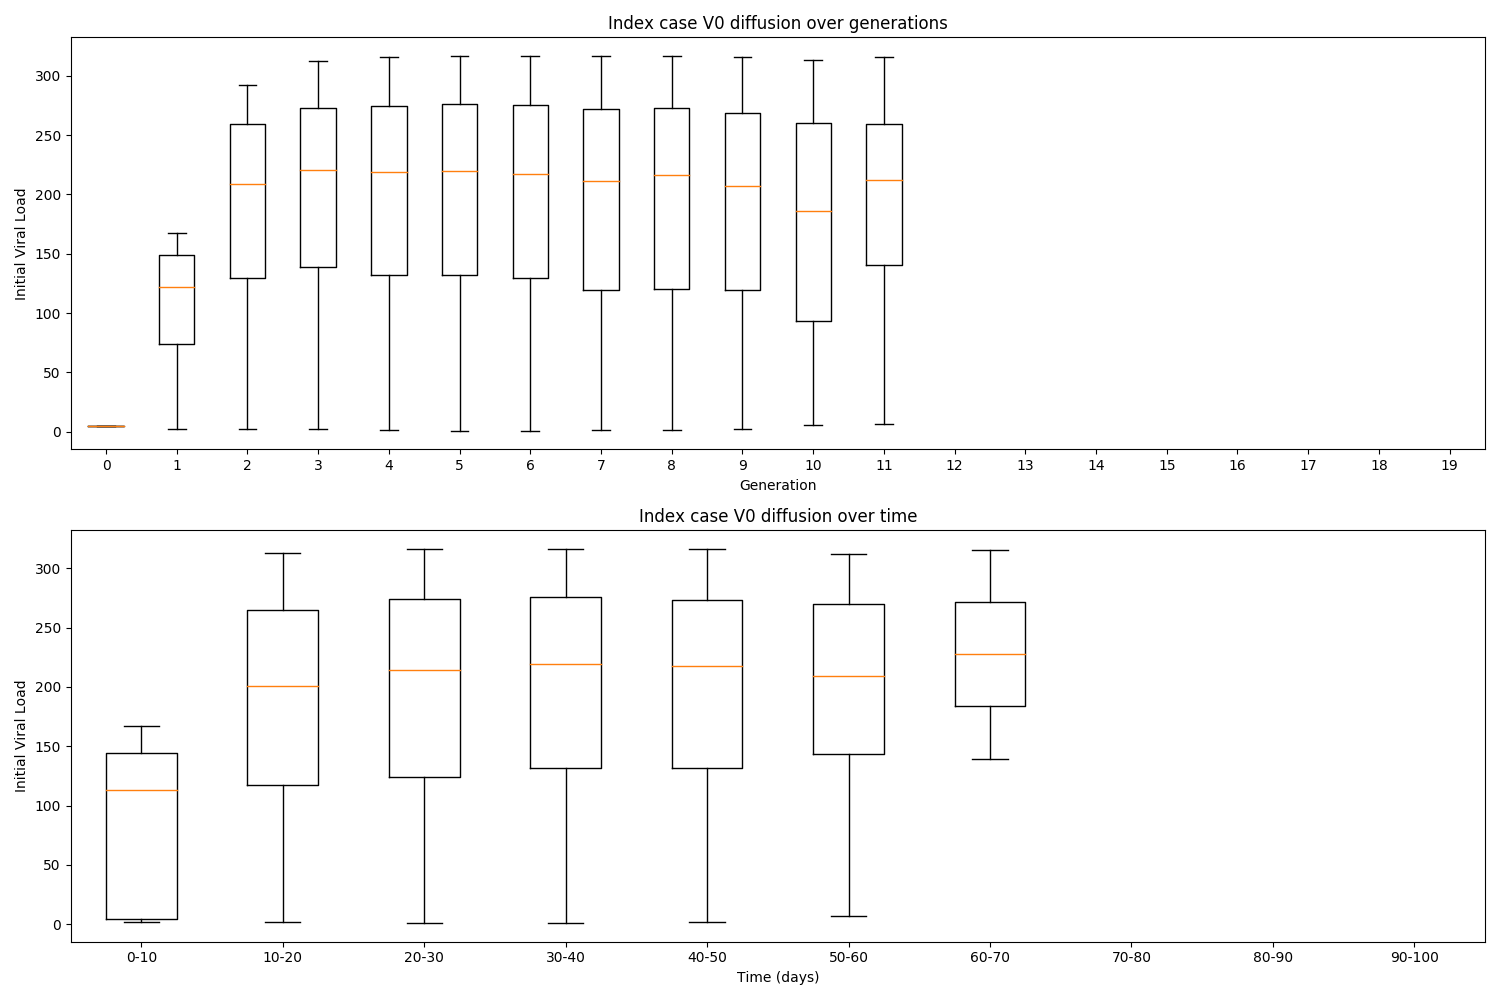 Index case V0 diffusion over generations
300
250
200
150
100
50
0
Initial Viral Load
0 1 2 3 4 5 6 7 8 9 10 11 12 13 14 15 16 17 18 19
Generation
Index case V0 diffusion over time
300
250
200
150
100
50
0
Initial Viral Load
0-10 10-20 20-30 30-40 40-50 50-60 60-70 70-80 80-90 90-100
Time (days)